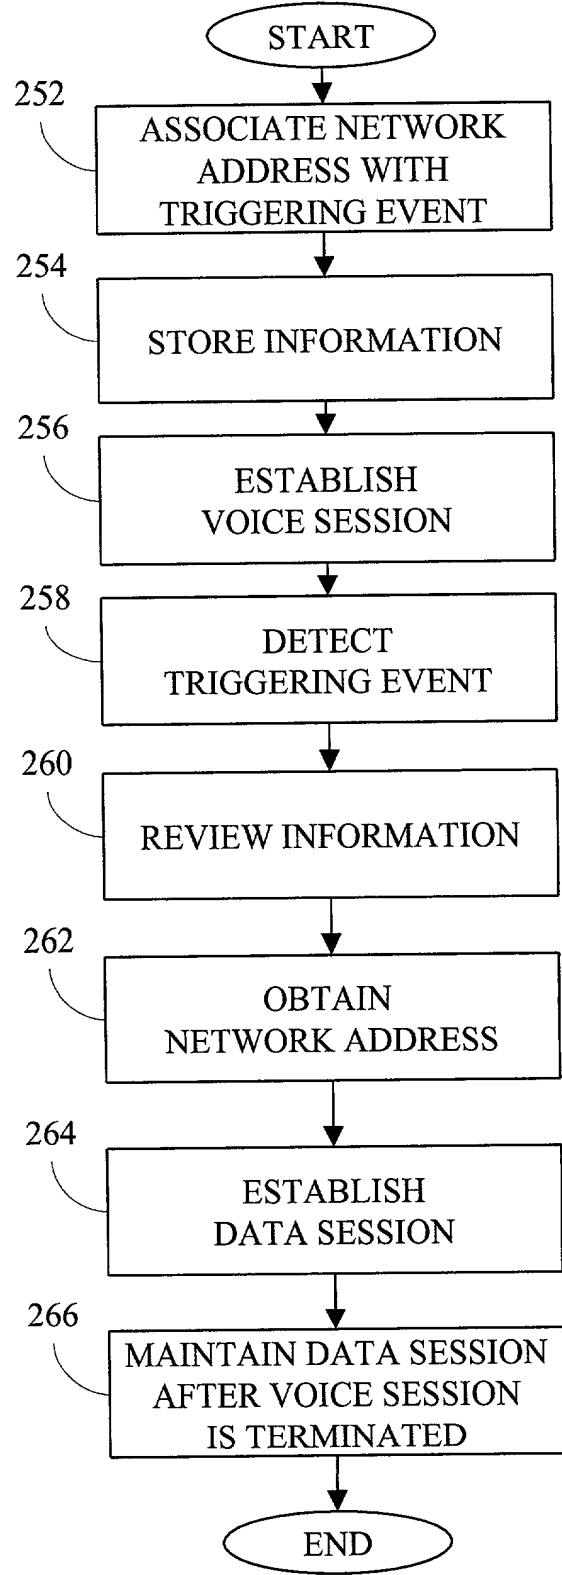 START
252
ASSOCIATE NETWORK
ADDRESS WITH
TRIGGERING EVENT
254
STORE INFORMATION
256
ESTABLISH
VOICE SESSION
258
DETECT
TRIGGERING EVENT
260
REVIEW INFORMATION
262
OBTAIN
NETWORK ADDRESS
264
ESTABLISH
DATA SESSION
266
MAINTAIN DATA SESSION
AFTER VOICE SESSION
IS TERMINATED
END